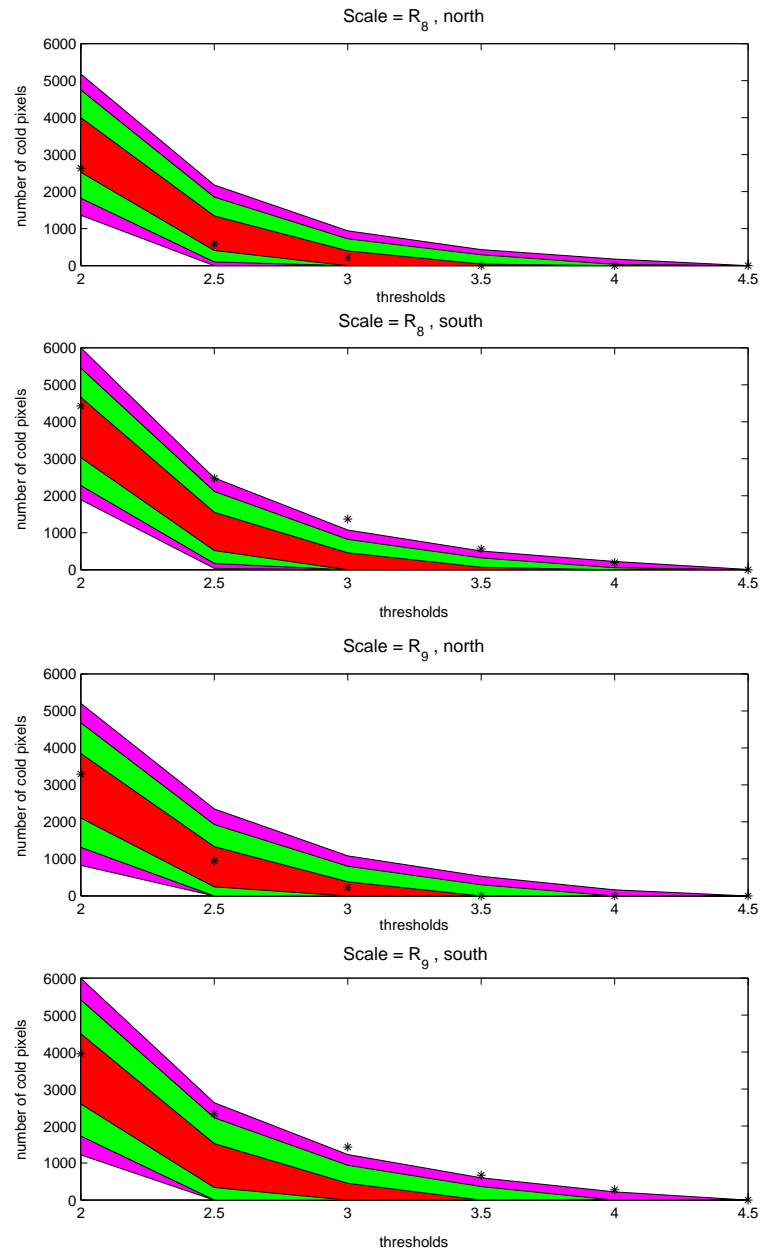 Scale = R_8 , north
6000
5000
4000
3000
2000
1000
0
number of cold pixels
2 2.5 3 3.5 4 4.5
thresholds
Scale = R_8 , south
6000
5000
4000
3000
2000
1000
0
number of cold pixels
2 2.5 3 3.5 4 4.5
thresholds
Scale = R_9 , north
6000
5000
4000
3000
2000
1000
0
number of cold pixels
2 2.5 3 3.5 4 4.5
thresholds
Scale = R_9 , south
6000
5000
4000
3000
2000
1000
0
number of cold pixels
2 2.5 3 3.5 4 4.5
thresholds